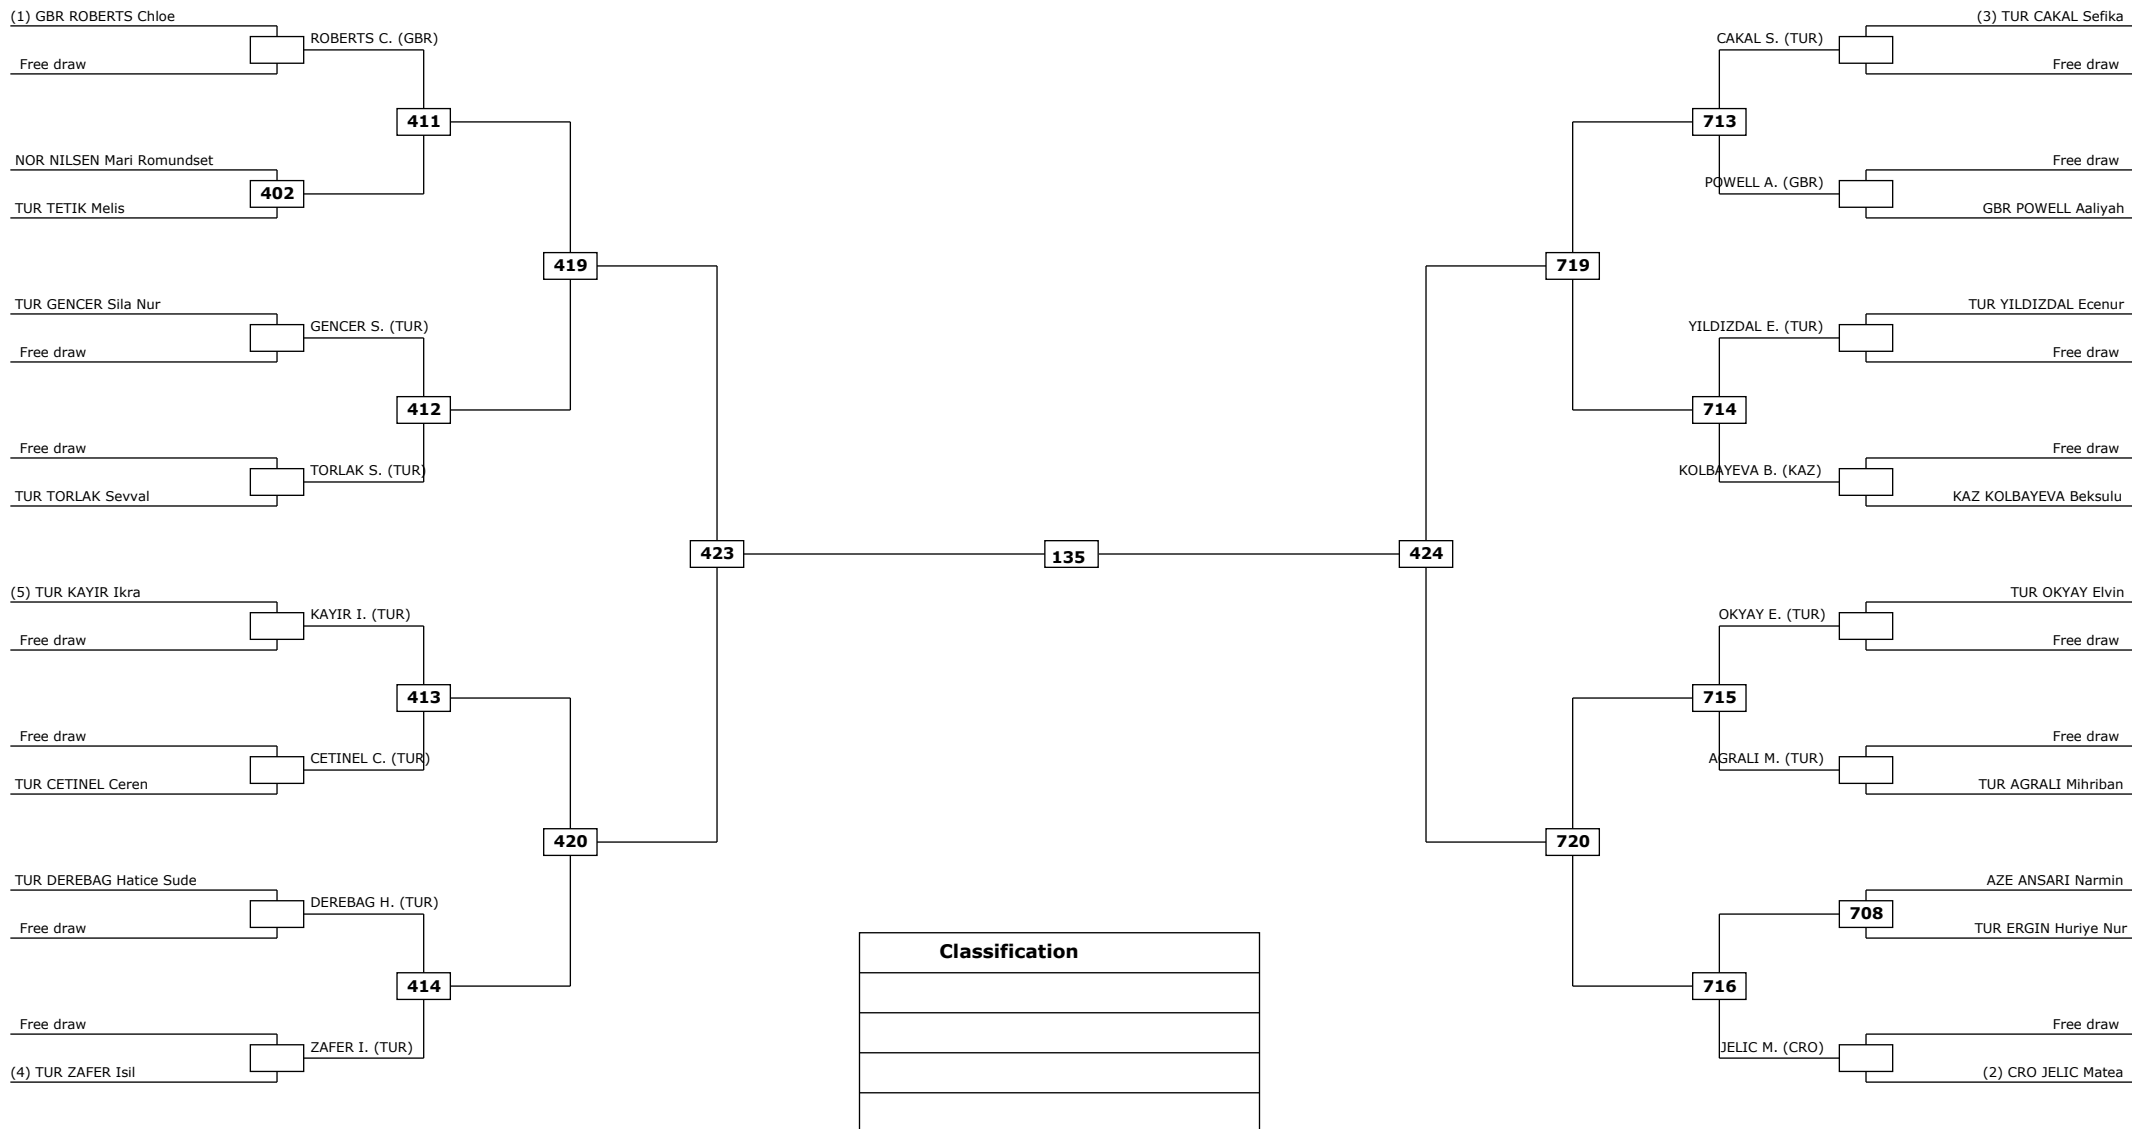 (1) GBR ROBERTS Chloe
ROBERTS C. (GBR)
Free draw
411
NOR NILSEN Mari Romundset
402
TUR TETIK Melis
419
TUR GENCER Sila Nur
GENCER S. (TUR)
Free draw
412
Free draw
TORLAK S. (TUR)
TUR TORLAK Sevval
423
(5) TUR KAYIR Ikra
KAYIR I. (TUR)
Free draw
413
Free draw
CETINEL C. (TUR)
TUR CETINEL Ceren
420
TUR DEREBAG Hatice Sude
DEREBAG H. (TUR)
Free draw
414
Free draw
ZAFER I. (TUR)
(4) TUR ZAFER Isil
135
(3) TUR CAKAL Sefika
CAKAL S. (TUR)
Free draw
713
Free draw
POWELL A. (GBR)
GBR POWELL Aaliyah
719
TUR YILDIZDAL Ecenur
YILDIZDAL E. (TUR)
Free draw
714
Free draw
KOLBAYEVA B. (KAZ)
KAZ KOLBAYEVA Beksulu
424
TUR OKYAY Elvin
OKYAY E. (TUR)
Free draw
715
Free draw
AGRALI M. (TUR)
TUR AGRALI Mihriban
720
AZE ANSARI Narmin
708
TUR ERGIN Huriye Nur
716
Free draw
JELIC M. (CRO)
(2) CRO JELIC Matea
Classification